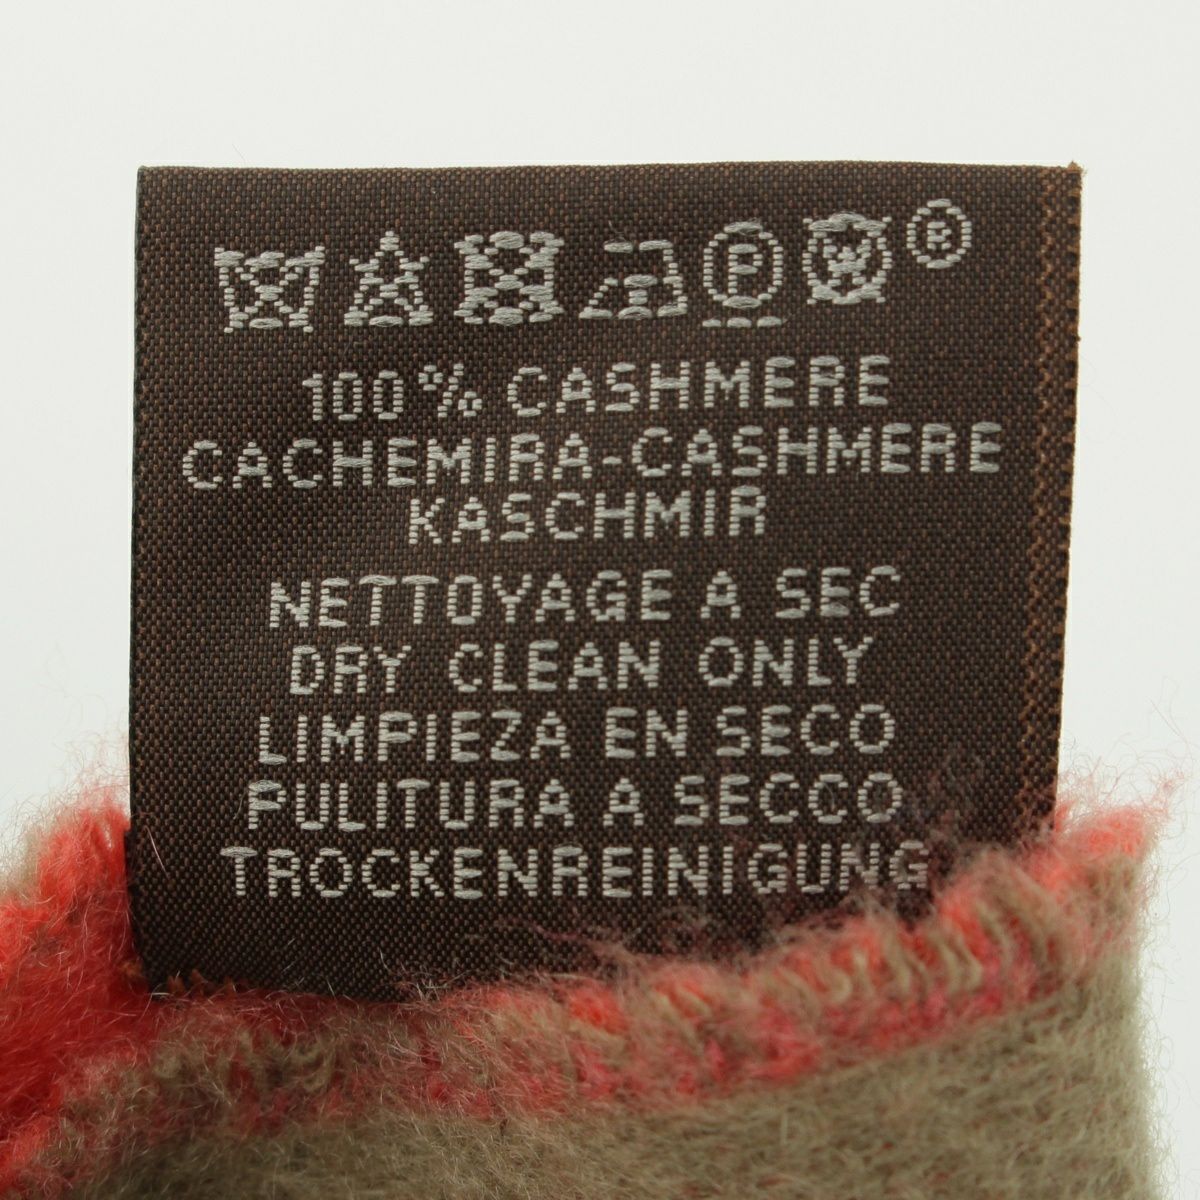 P ®
100% CASHMERE
CACHEMIRA-CASHMERE
KASCHMIR
NETTOYAGE A SEC
DRY CLEAN ONLY
LIMPIEZA EN SECO
PULITURA A SECCO
TROCKENREINIGUNG